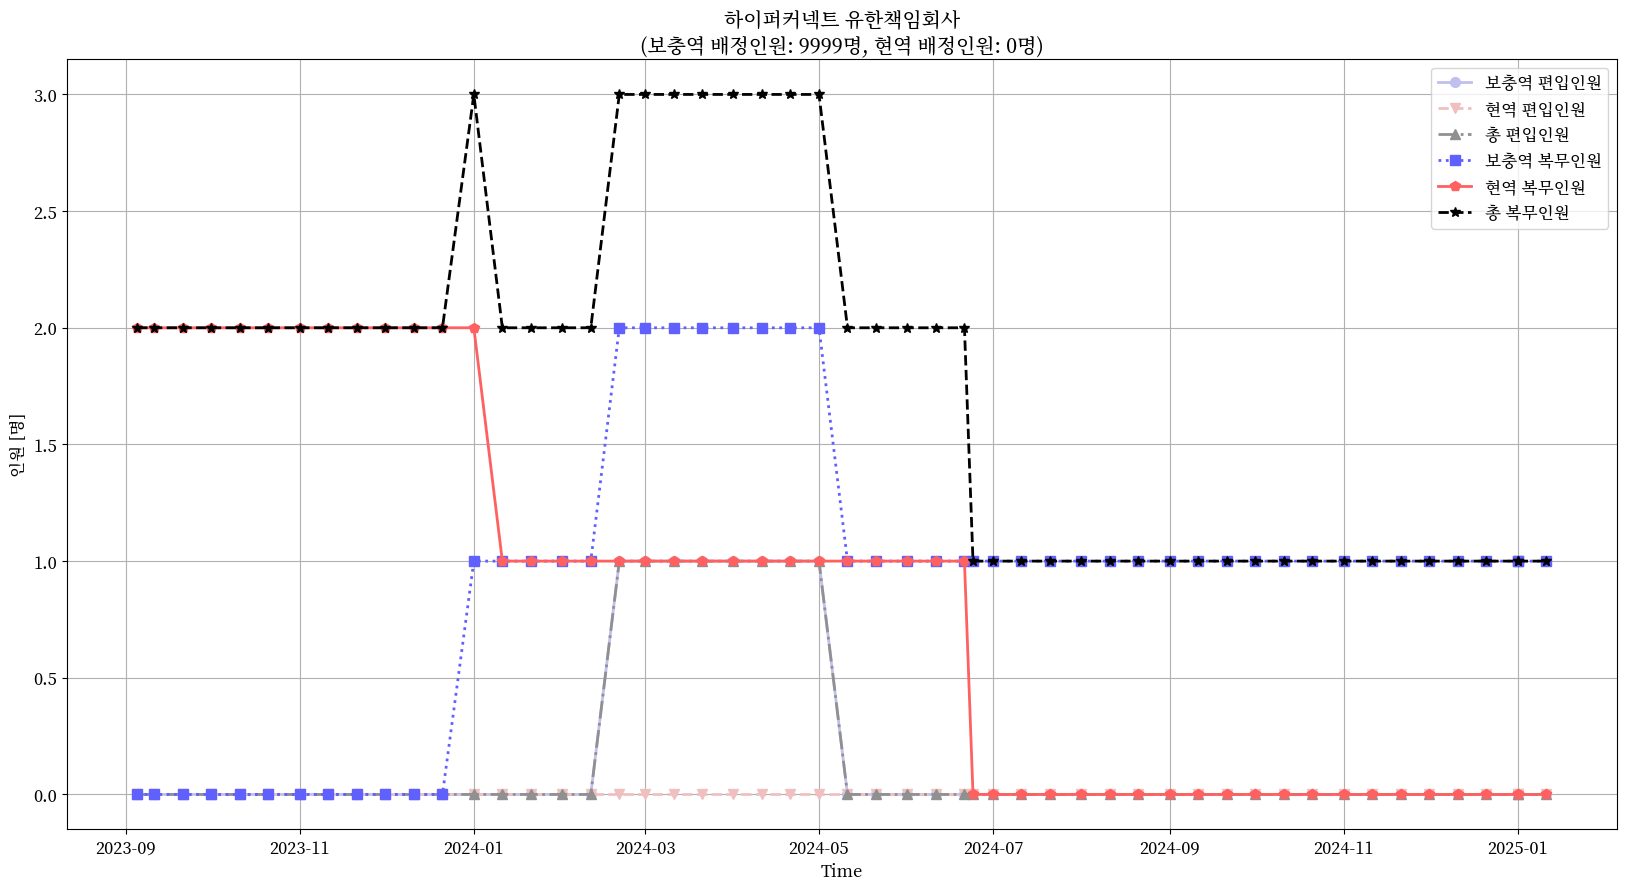 하이퍼커넥트 유한책임회사
(보충역 배정인원: 9999명, 현역 배정인원: 0명)
보충역 편입인원
현역 편입인원
총 편입인원
보충역 복무인원
현역 복무인원
총 복무인원
인원 [명]
3.0
2.5
2.0
1.5
1.0
0.5
0.0
2023-09
2023-11
2024-01
2024-03
2024-05
2024-07
2024-09
2024-11
2025-01
Time